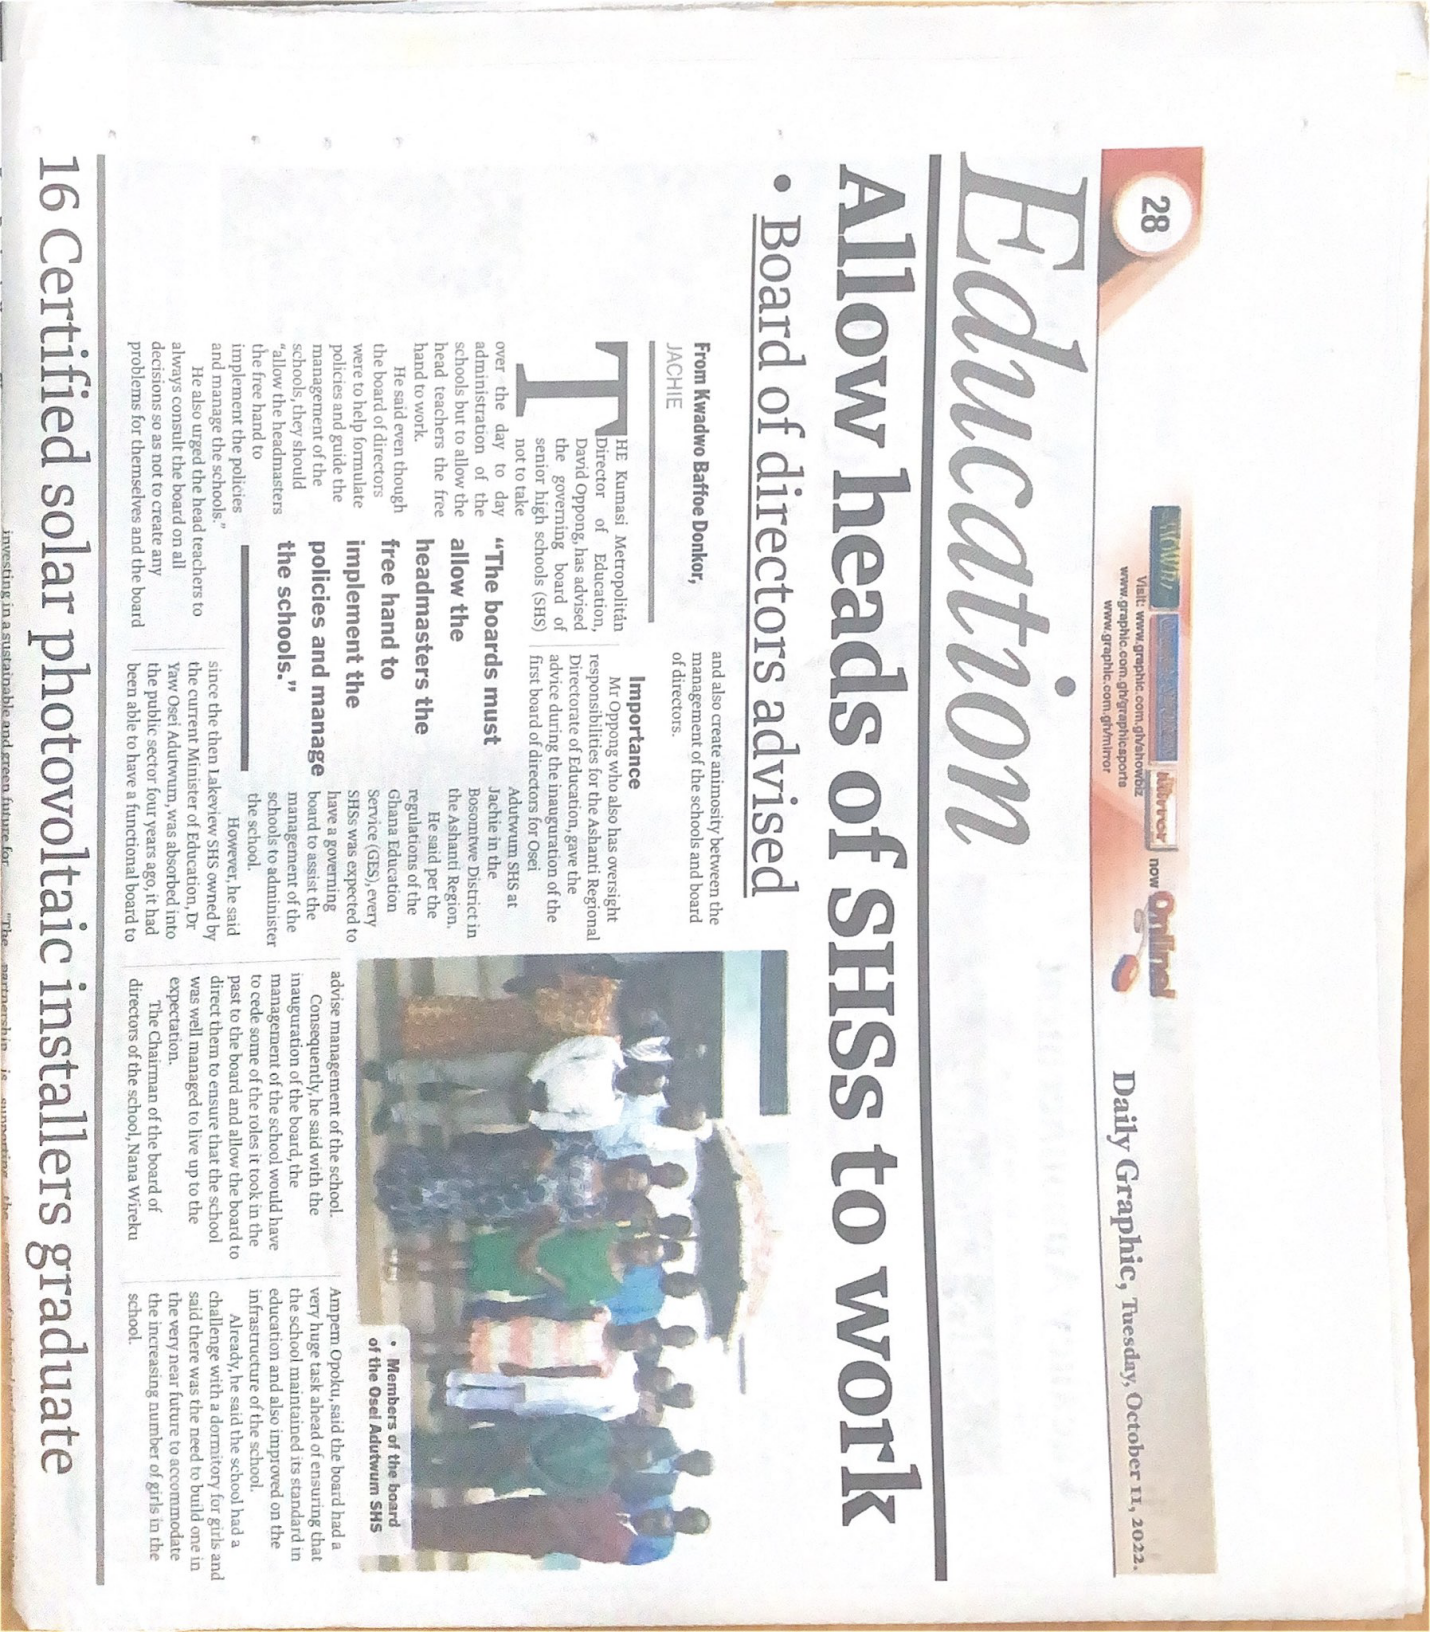 28
SHOWBIZ
Mirror
now Online!
Visit: www.graphic.com.gh/showbiz
www.graphic.com.gh/graphicsports
www.graphic.com.gh/mirror
Daily Graphic, Tuesday, October 11, 2022.
Education
Allow heads of SHSs to work
• Board of directors advised
From Kwadwo Baffoe Donkor,
JACHIE
THE Kumasi Metropolitan
Director of Education,
David Oppong, has advised
the governing board of
senior high schools (SHS)
not to take
over the day to day
administration of the
schools but to allow the
head teachers the free
hand to work.
He said even though
the board of directors
were to help formulate
policies and guide the
management of the
schools, they should
“allow the headmasters
the free hand to
implement the policies
and manage the schools.”
He also urged the head teachers to
always consult the board on all
decisions so as not to create any
problems for themselves and the board
“The boards must
allow the
headmasters the
free hand to
implement the
policies and manage
the schools.”
and also create animosity between the
management of the schools and board
of directors.
Importance
Mr Oppong who also has oversight
responsibilities for the Ashanti Regional
Directorate of Education, gave the
advice during the inauguration of the
first board of directors for Osei
Adutwum SHS at
Jachie in the
Bosomtwe District in
the Ashanti Region.
He said per the
regulations of the
Ghana Education
Service (GES), every
SHSs was expected to
have a governing
board to assist the
management of the
schools to administer
the school.
However, he said
since the then Lakeview SHS owned by
the current Minister of Education, Dr
Yaw Osei Adutwum, was absorbed into
the public sector four years ago, it had
been able to have a functional board to
advise management of the school.
Consequently, he said with the
inauguration of the board, the
management of the school would have
to cede some of the roles it took in the
past to the board and allow the board to
direct them to ensure that the school
was well managed to live up to the
expectation.
The Chairman of the board of
directors of the school, Nana Wireku
Ampem Opoku, said the board had a
very huge task ahead of ensuring that
the school maintained its standard in
education and also improved on the
infrastructure of the school.
Already, he said the school had a
challenge with a dormitory for girls and
said there was the need to build one in
the very near future to accommodate
the increasing number of girls in the
school.
• Members of the board
of the Osei Adutwum SHS
16 Certified solar photovoltaic installers graduate
investing in a sustainable and green future for
“The partnership is supporting the